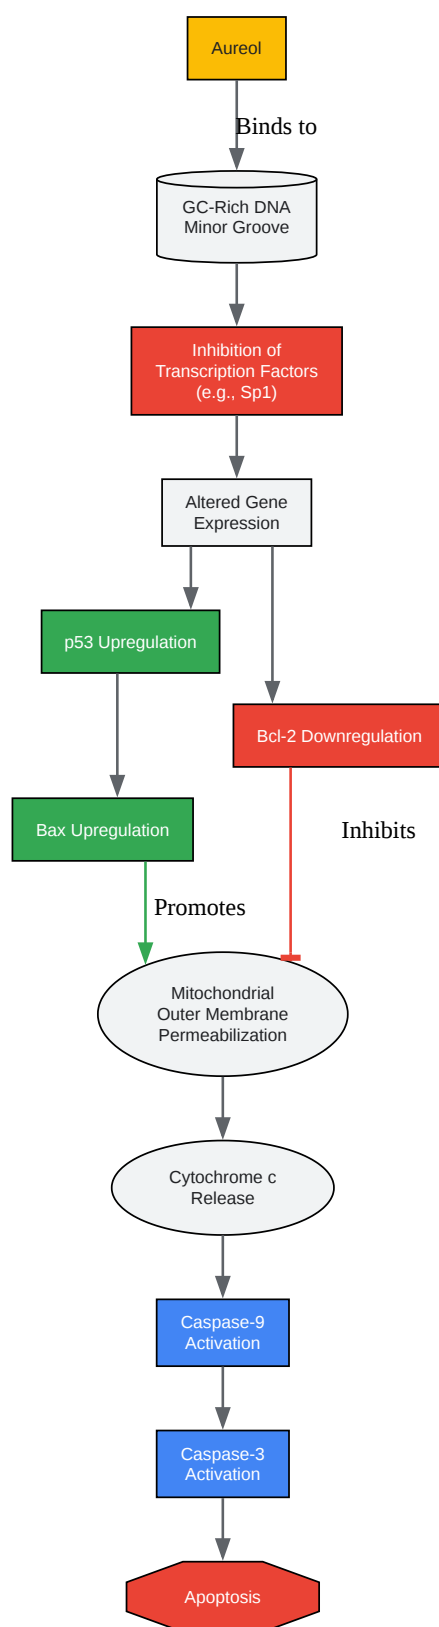 Aureol
Binds to
GC-Rich DNA
Minor Groove
Inhibition of
Transcription Factors
(e.g., Sp1)
Altered Gene
Expression
p53 Upregulation
Bcl-2 Downregulation
Bax Upregulation
Inhibits
Promotes
Mitochondrial
Outer Membrane
Permeabilization
Cytochrome c
Release
Caspase-9
Activation
Caspase-3
Activation
Apoptosis